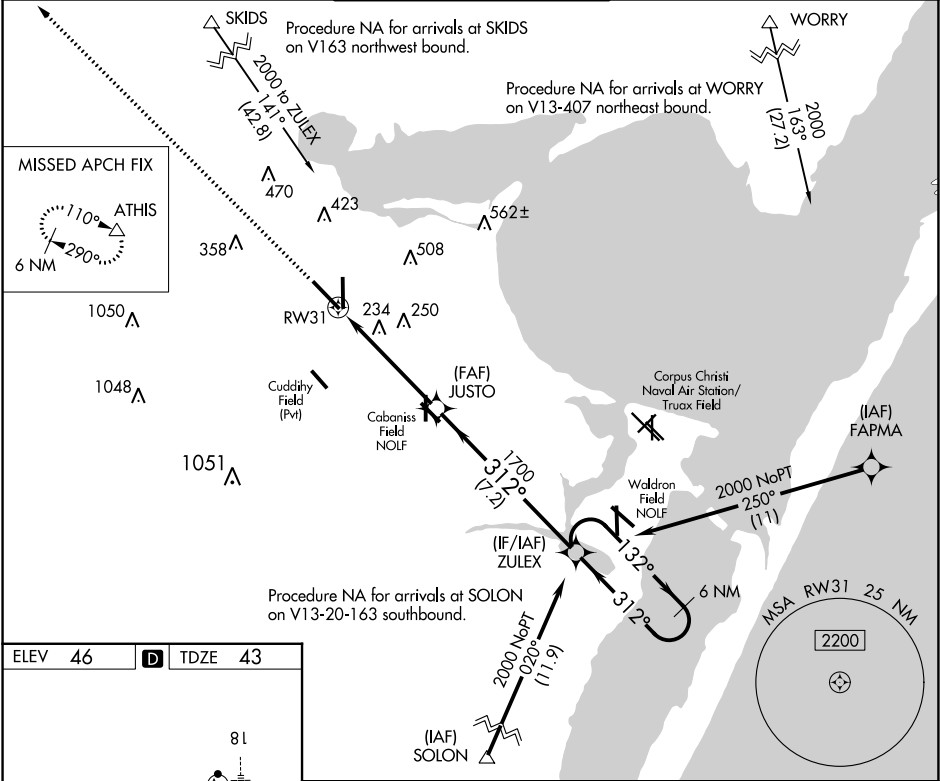 SKIDS
Procedure NA for arrivals at SKIDS
on V163 northwest bound.
WORRY
2000 to ZULEX
141°
(42.8)
Procedure NA for arrivals at WORRY
on V13-407 northeast bound.
2000
163°
(27.2)
MISSED APCH FIX
ATHIS
110°
290°
6 NM
470
423
562±
358
508
1050
RW31
234
250
1048
Cuddihy
Field
(Pvt)
(FAF)
JUSTO
Cabaniss
Field
NOLF
Corpus Christi
Naval Air Station/
Truax Field
(IAF)
FAPMA
1051
1700
312°
(7.2)
2000 NoPT
250°
(11)
Waldron
Field
NOLF
(IF/IAF)
ZULEX
132°
312°
6 NM
Procedure NA for arrivals at SOLON
on V13-20-163 southbound.
2000 NoPT
020°
(11.9)
(IAF)
SOLON
MSA RW31 25 NM
2200
ELEV 46 D TDZE 43
18